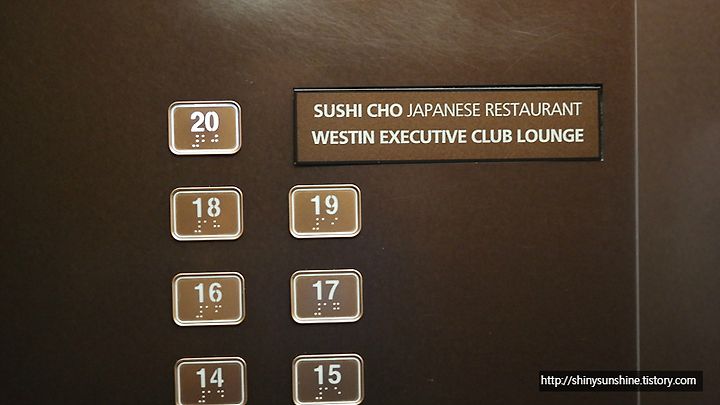 20
SUSHI CHO JAPANESE RESTAURANT
WESTIN EXECUTIVE CLUB LOUNGE
18
19
16
17
14
15
http://shinysunshine.tistory.com